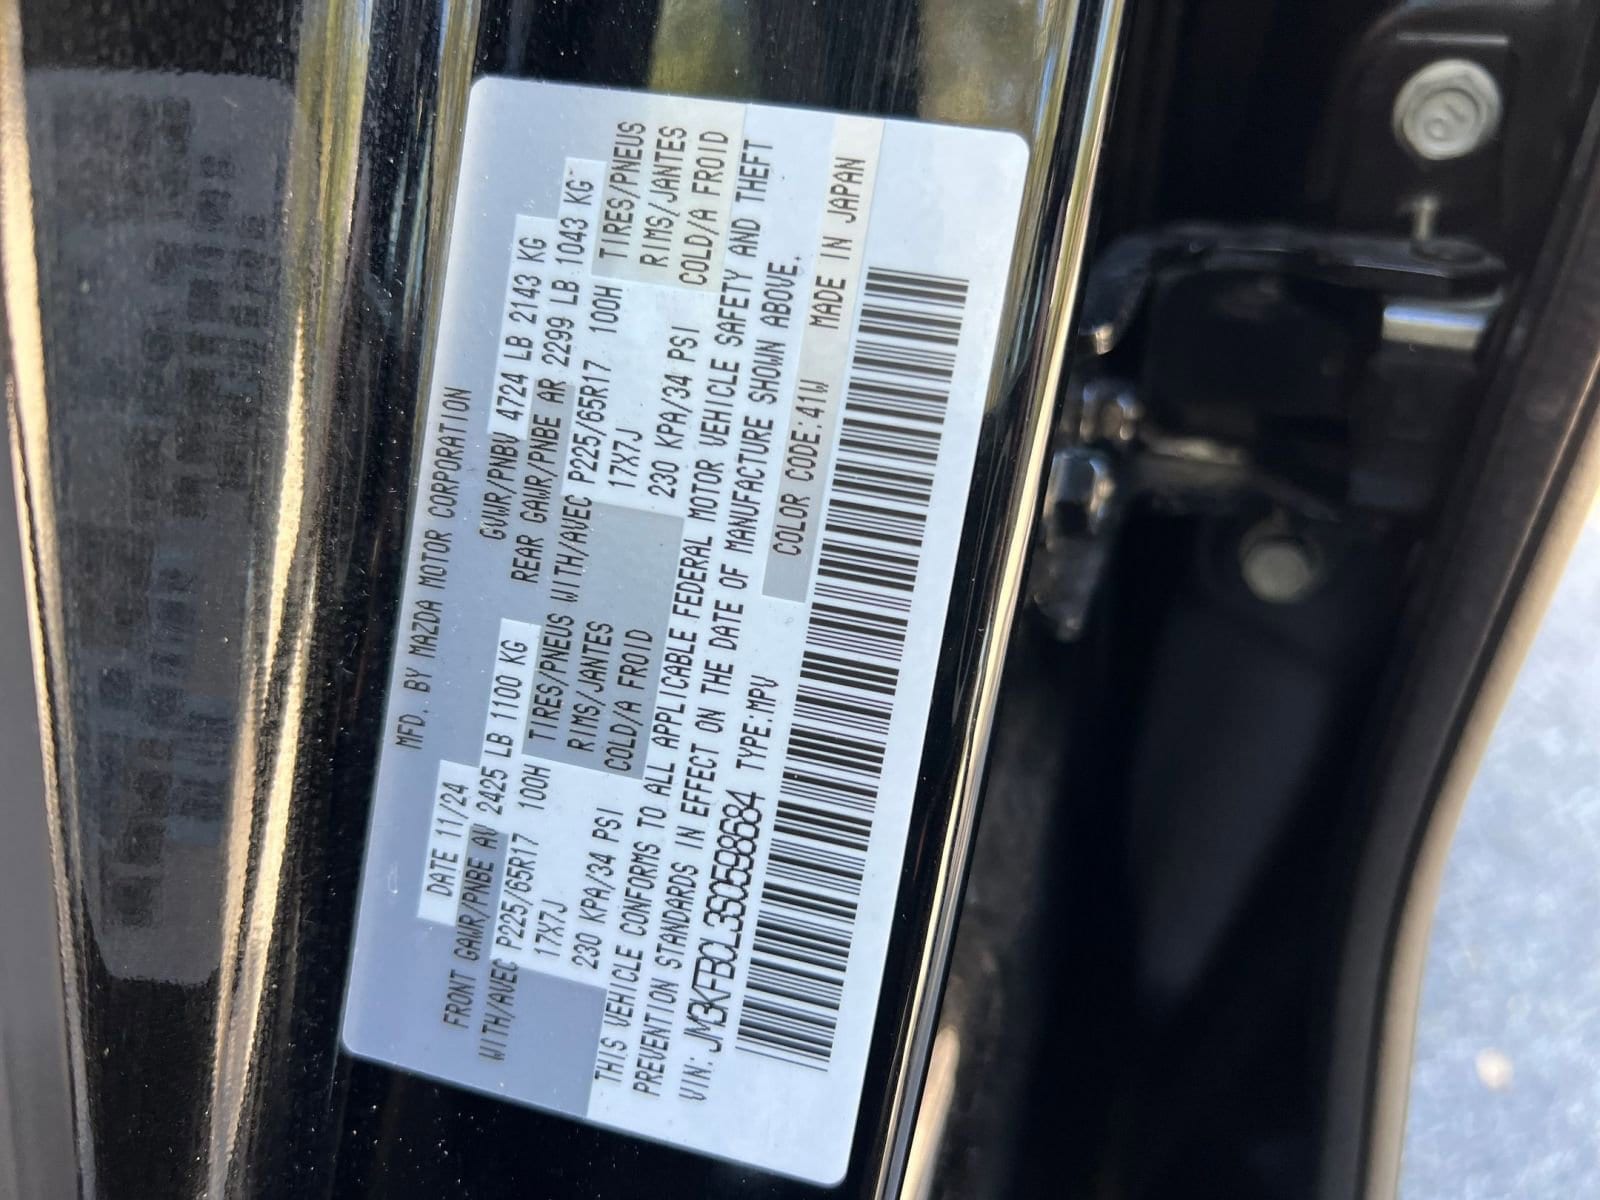 MFD. BY MAZDA MOTOR CORPORATION
DATE 11/24 GVWR/PNBV 4724 LB 2143 KG
FRONT GAWR/PNBE AV 2425 LB 1100 KG REAR GAWR/PNBE AR 2299 LB 1043 KG
WITH/AVEC P225/65R17 100H TIRES/PNEUS WITH/AVEC P225/65R17 100H TIRES/PNEUS
17X7J RIMS/JANTES 17X7J RIMS/JANTES
230 KPA/34 PSI COLD/A FROID 230 KPA/34 PSI COLD/A FROID
THIS VEHICLE CONFORMS TO ALL APPLICABLE FEDERAL MOTOR VEHICLE SAFETY AND THEFT
PREVENTION STANDARDS IN EFFECT ON THE DATE OF MANUFACTURE SHOWN ABOVE.
VIN: JM3KFBCL3S0598684 TYPE:MPV COLOR CODE:41W MADE IN JAPAN